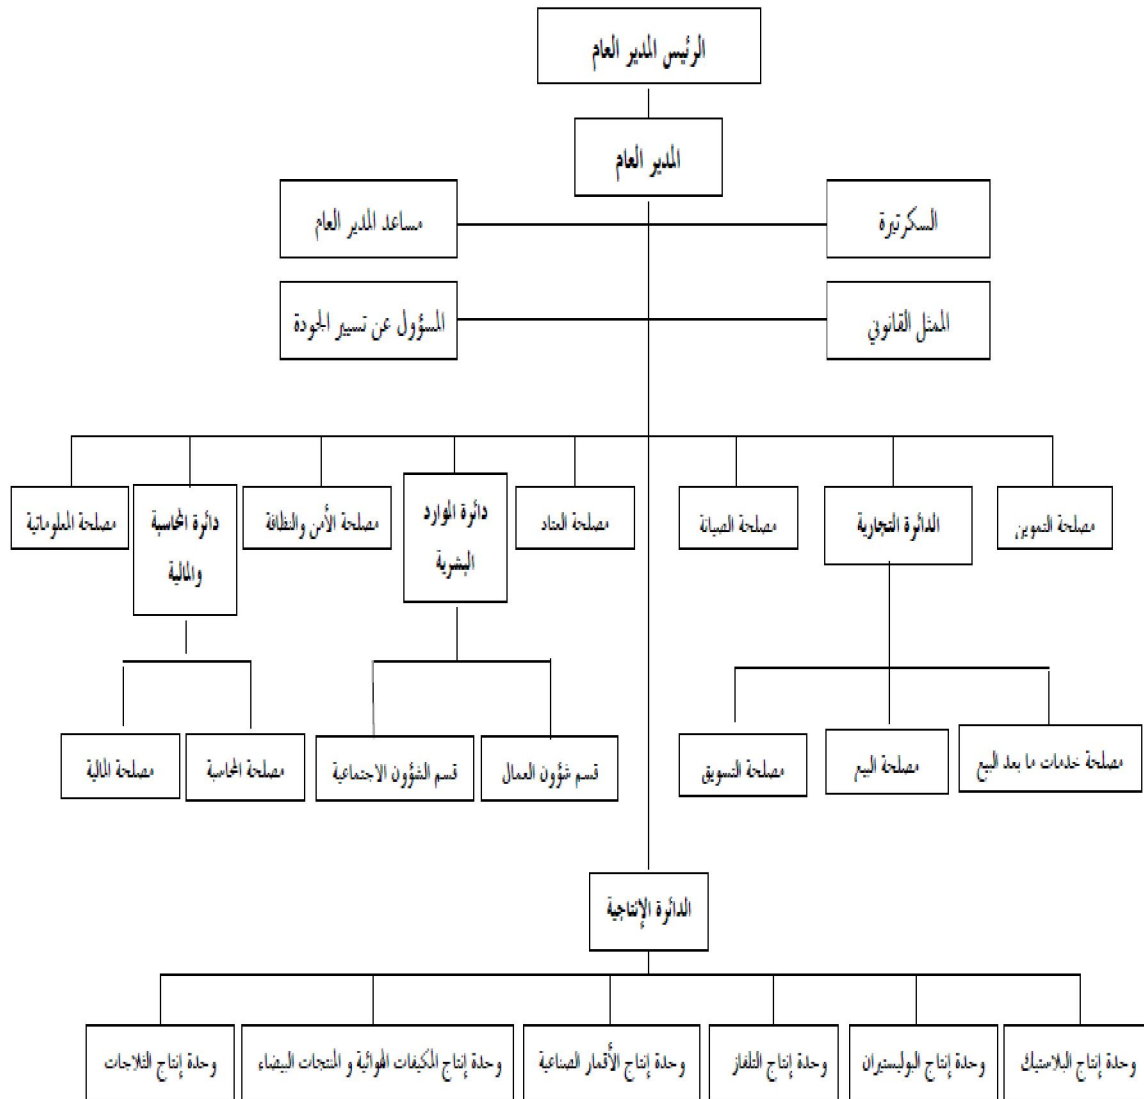 الرئيس المدير العام
المدير العام
السكرتيرة
مساعد المدير العام
الممثل القانوني
المسؤول عن تسيير الجودة
مصلحة التموين
الدائرة التجارية
مصلحة الصيانة
مصلحة العتاد
دائرة الموارد
البشرية
مصلحة الأمن والنظافة
دائرة المحاسبة
والمالية
مصلحة المعلوماتية
مصلحة خدمات ما بعد البيع
مصلحة البيع
مصلحة التسويق
قسم شؤون العمال
قسم الشؤون الاجتماعية
مصلحة المحاسبة
مصلحة المالية
الدائرة الإنتاجية
وحدة إنتاج البلاستيك
وحدة إنتاج البوليستيران
وحدة إنتاج التلفاز
وحدة إنتاج الأقمار الصناعية
وحدة إنتاج المكيفات الهوائية و المنتجات البيضاء
وحدة إنتاج الثلاجات